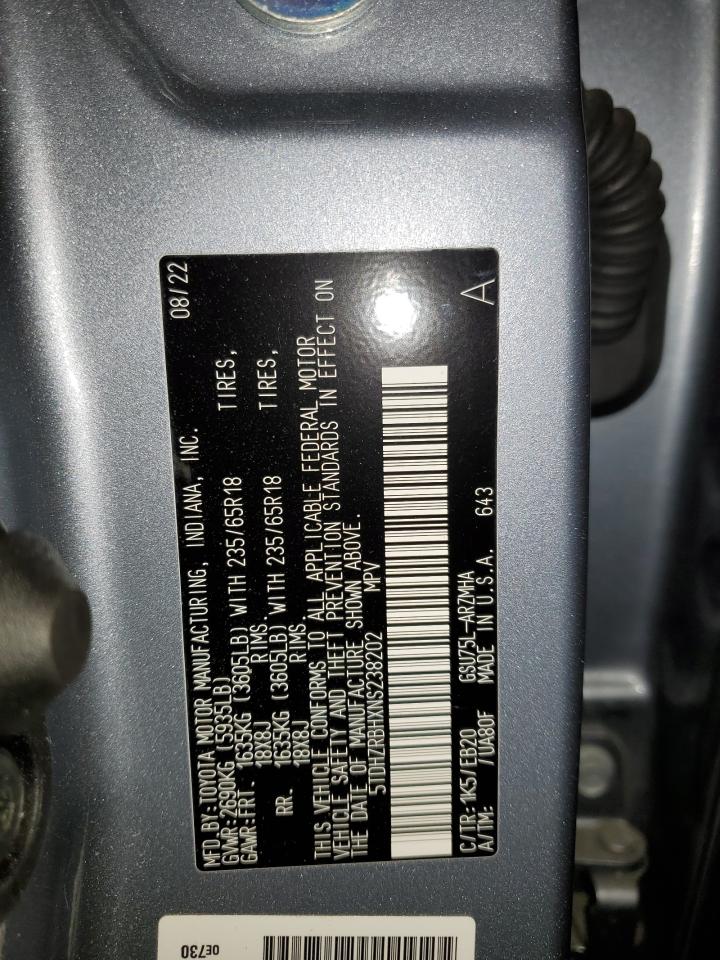 MFD BY: TOYOTA MOTOR MANUFACTURING, INDIANA, INC. 08/22
GVWR: 2690KG (5935LB)
GAWR: FRT. 1635KG (3605LB) WITH 235/65R18 TIRES,
18X8J RIMS.
RR. 1635KG (3605LB) WITH 235/65R18 TIRES,
18X8J RIMS.
THIS VEHICLE CONFORMS TO ALL APPLICABLE FEDERAL MOTOR
VEHICLE SAFETY AND THEFT PREVENTION STANDARDS IN EFFECT ON
THE DATE OF MANUFACTURE SHOWN ABOVE.
5TDHZRBHXNS238202 MPV
C/TR: 1K5/EB20 GSU75L-ARZMHA 643
A/TM: /UA80F MADE IN U.S.A. A
0E730